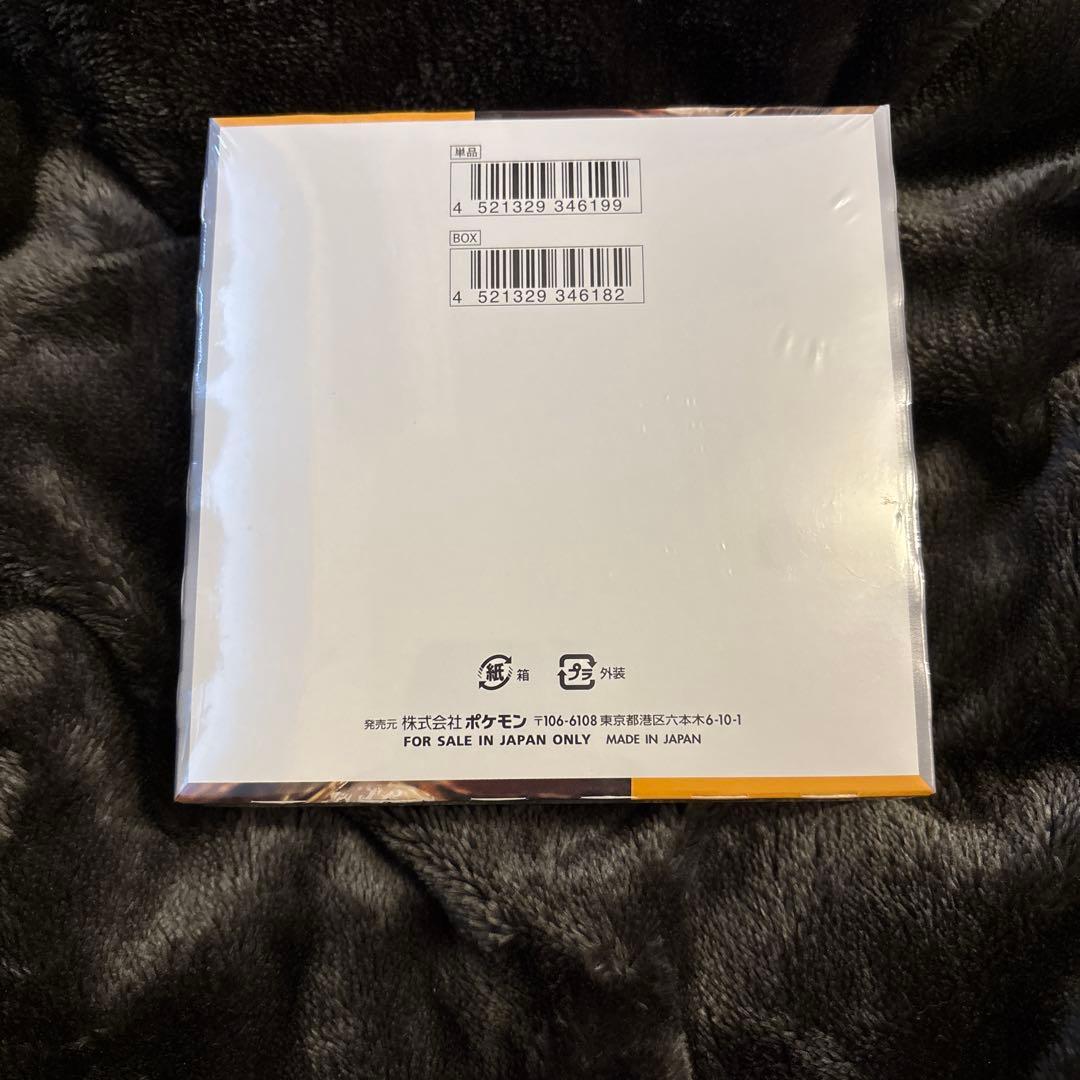 単品
4 521329 346199
BOX
4 521329 346182
紙 箱 プラ 外装
発売元 株式会社 ポケモン 〒106-6108 東京都港区六本木6-10-1
FOR SALE IN JAPAN ONLY MADE IN JAPAN